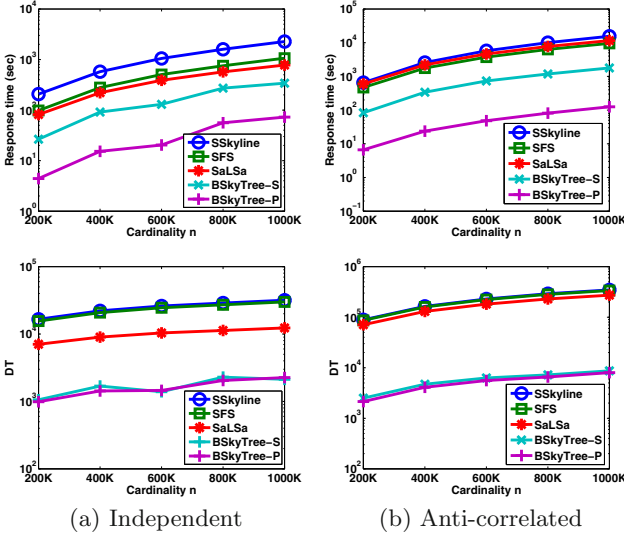 10^4
10^3
10^2
10^1
10^0
Response time (sec)
200K 400K 600K 800K 1000K
Cardinality n
SSkyline
SFS
SaLSa
BSkyTree-S
BSkyTree-P
10^5
10^4
10^3
10^2
10^1
10^0
10^-1
Response time (sec)
200K 400K 600K 800K 1000K
Cardinality n
SSkyline
SFS
SaLSa
BSkyTree-S
BSkyTree-P
10^5
10^4
10^3
10^2
DT
200K 400K 600K 800K 1000K
Cardinality n
SSkyline
SFS
SaLSa
BSkyTree-S
BSkyTree-P
10^6
10^5
10^4
10^3
10^2
DT
200K 400K 600K 800K 1000K
Cardinality n
SSkyline
SFS
SaLSa
BSkyTree-S
BSkyTree-P
(a) Independent
(b) Anti-correlated